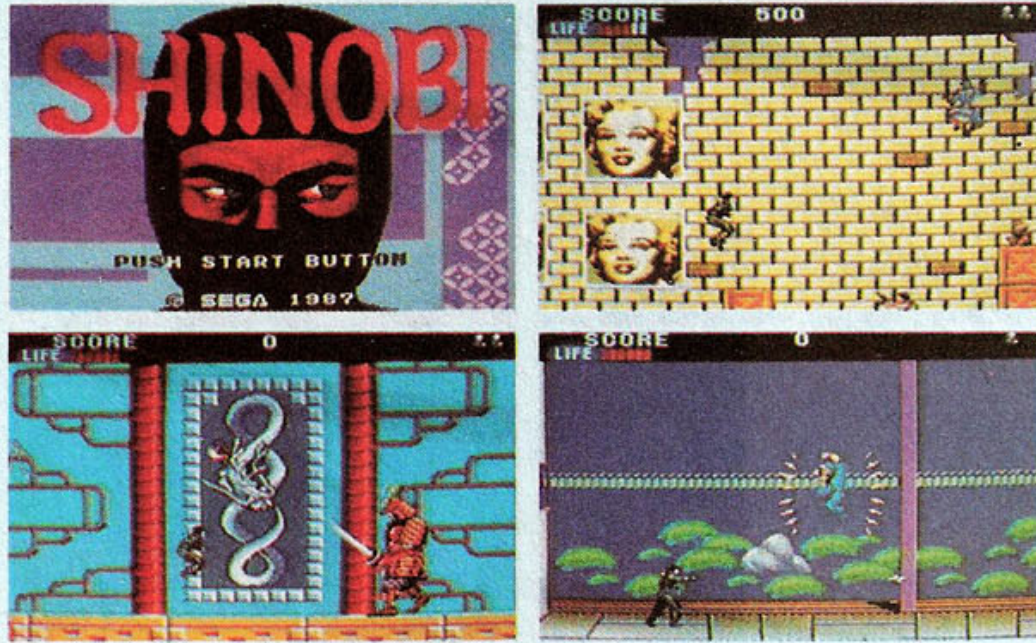 SHINOBI
PUSH START BUTTON
© SEGA 1987
SCORE 500
LIFE
SCORE 0
LIFE
SCORE 0
LIFE